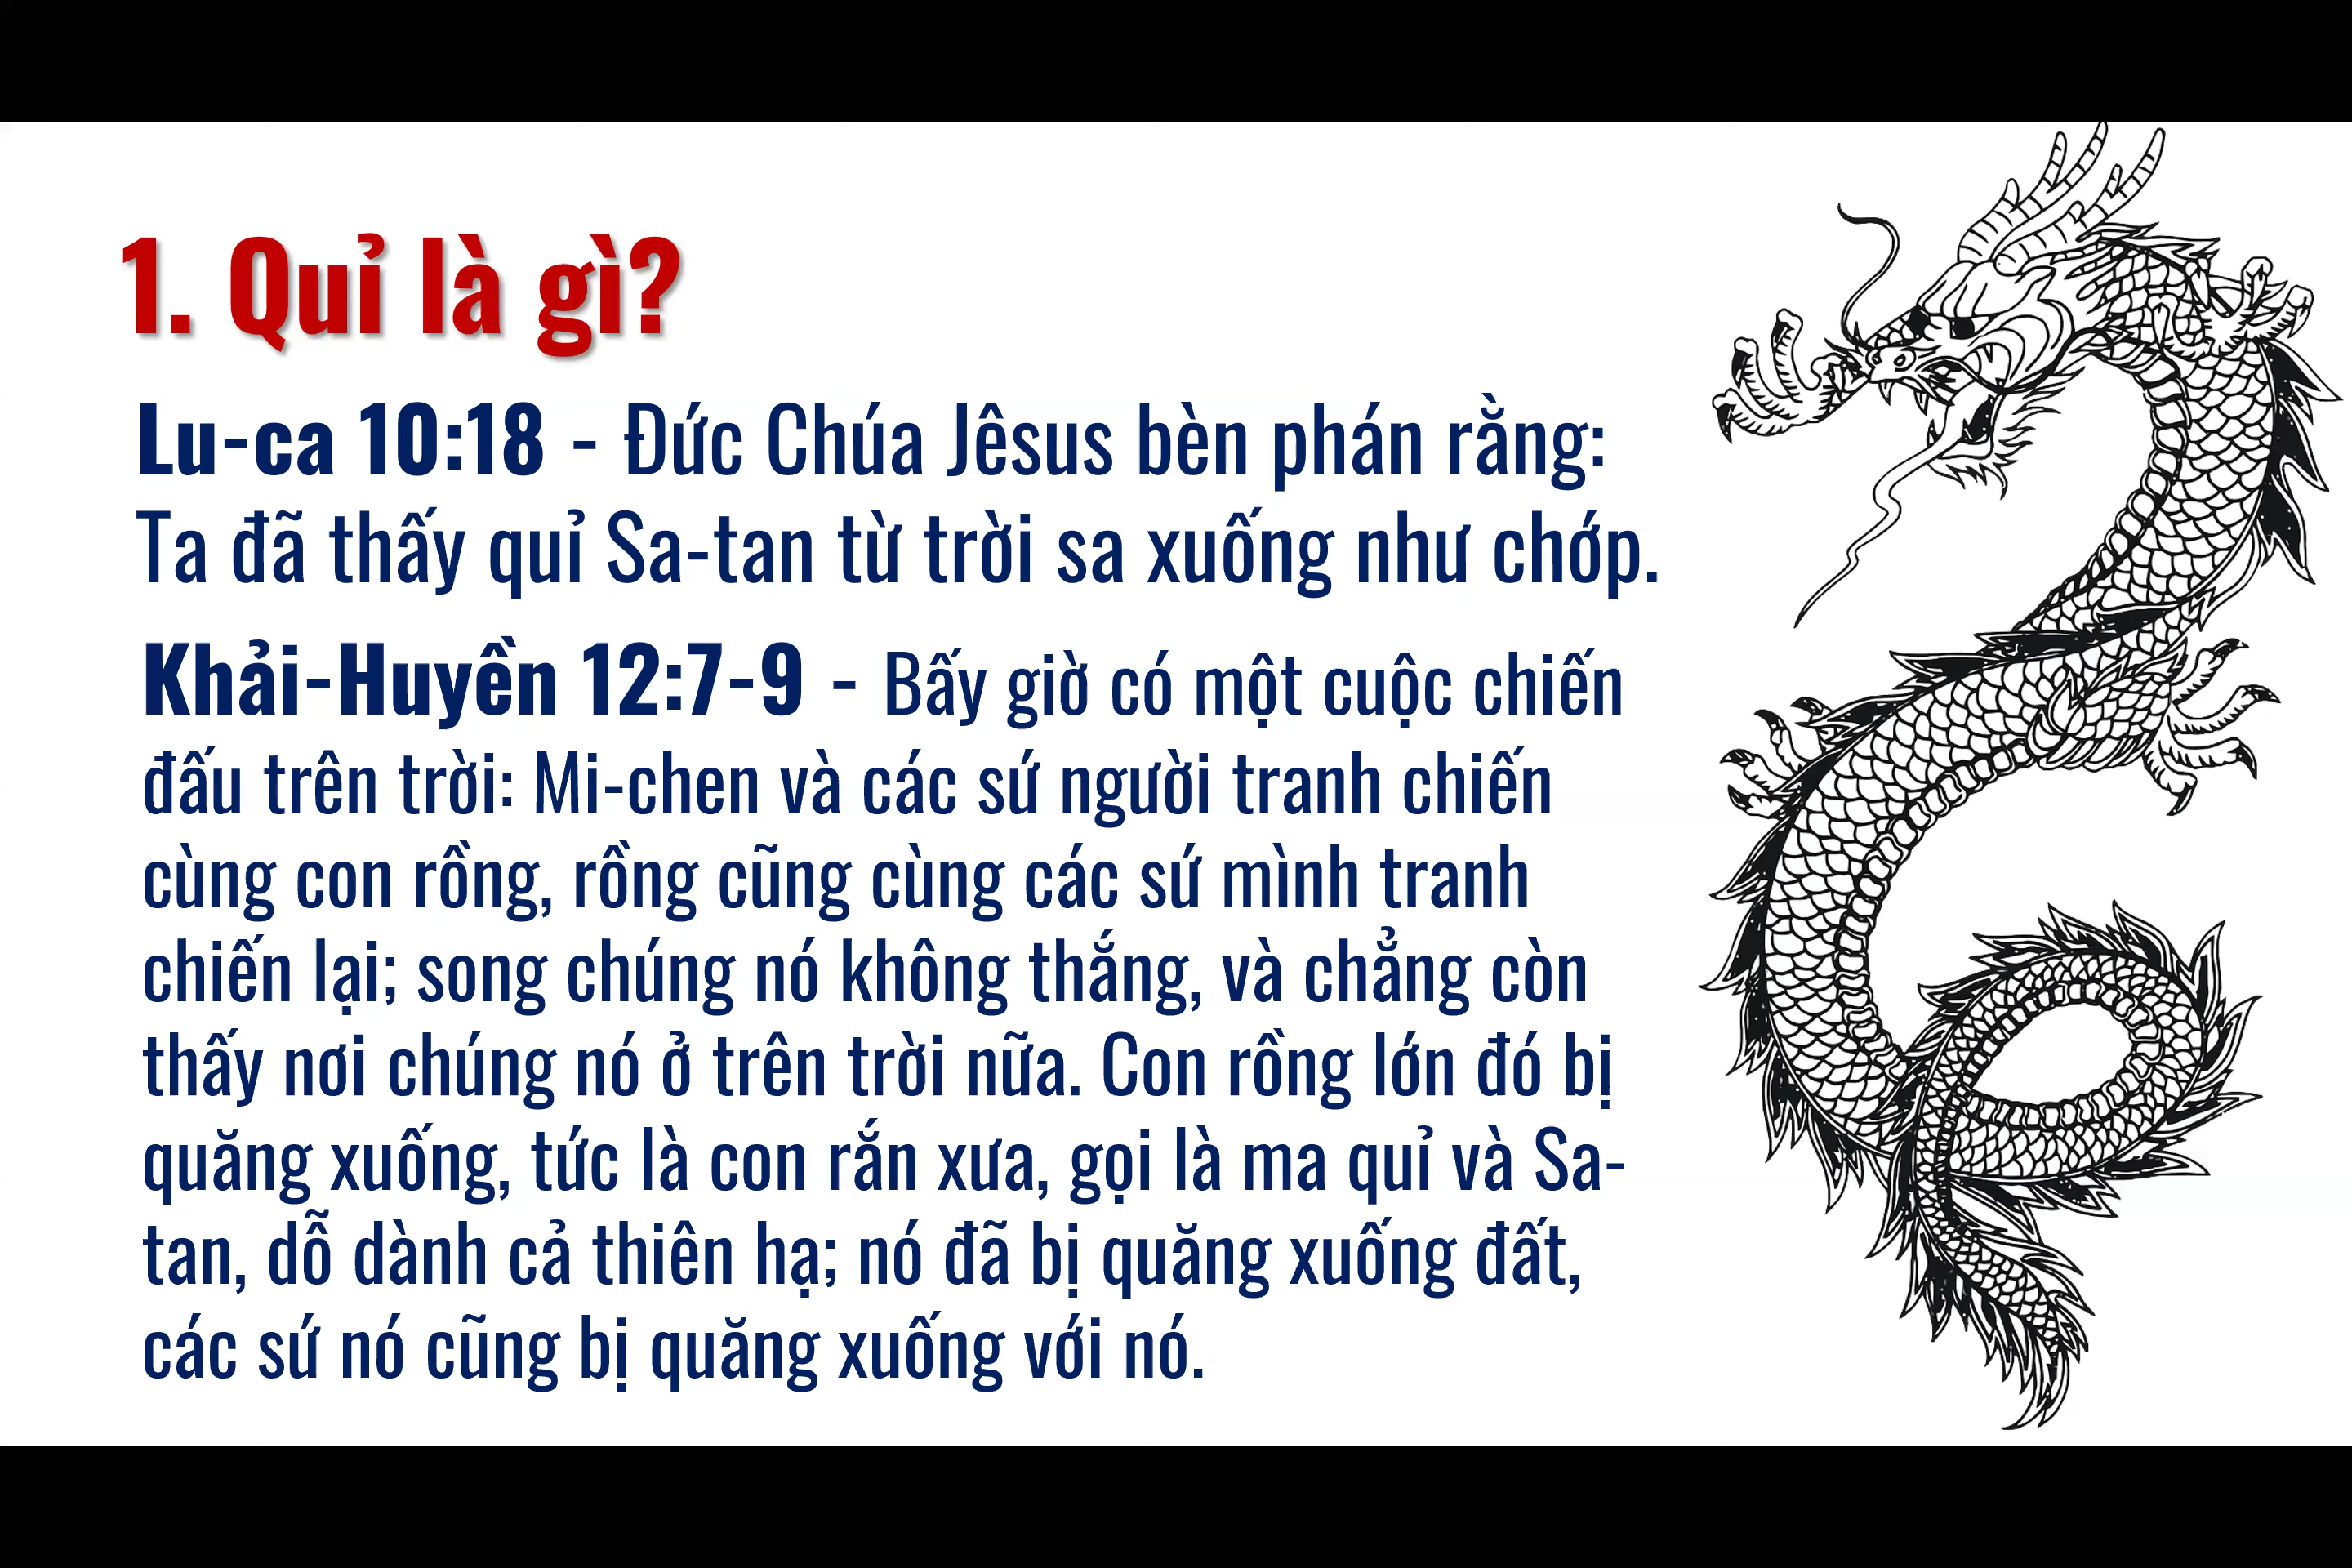 1. Quỉ là gì?
Lu-ca 10:18 - Đức Chúa Jêsus bèn phán rằng:
Ta đã thấy quỉ Sa-tan từ trời sa xuống như chớp.
Khải-Huyền 12:7-9 - Bấy giờ có một cuộc chiến
đấu trên trời: Mi-chen và các sứ người tranh chiến
cùng con rồng, rồng cũng cùng các sứ mình tranh
chiến lại; song chúng nó không thắng, và chẳng còn
thấy nơi chúng nó ở trên trời nữa. Con rồng lớn đó bị
quăng xuống, tức là con rắn xưa, gọi là ma quỉ và Sa-
tan, dỗ dành cả thiên hạ; nó đã bị quăng xuống đất,
các sứ nó cũng bị quăng xuống với nó.